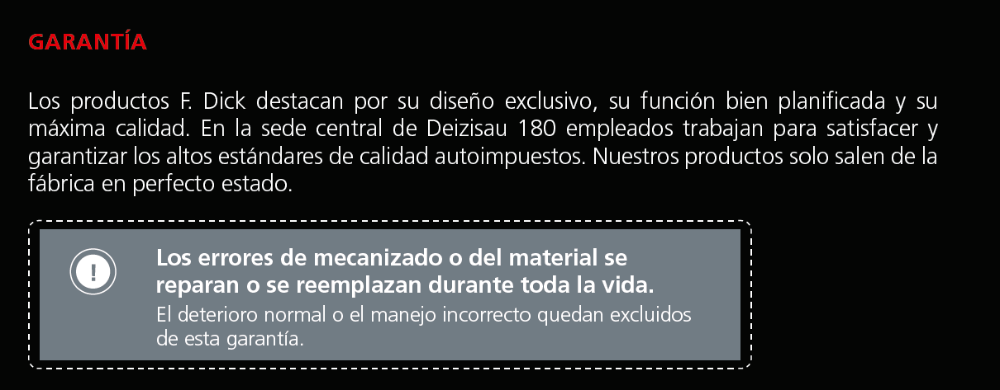 GARANTÍA
Los productos F. Dick destacan por su diseño exclusivo, su función bien planificada y su
máxima calidad. En la sede central de Deizisau 180 empleados trabajan para satisfacer y
garantizar los altos estándares de calidad autoimpuestos. Nuestros productos solo salen de la
fábrica en perfecto estado.
!
Los errores de mecanizado o del material se
reparan o se reemplazan durante toda la vida.
El deterioro normal o el manejo incorrecto quedan excluidos
de esta garantía.